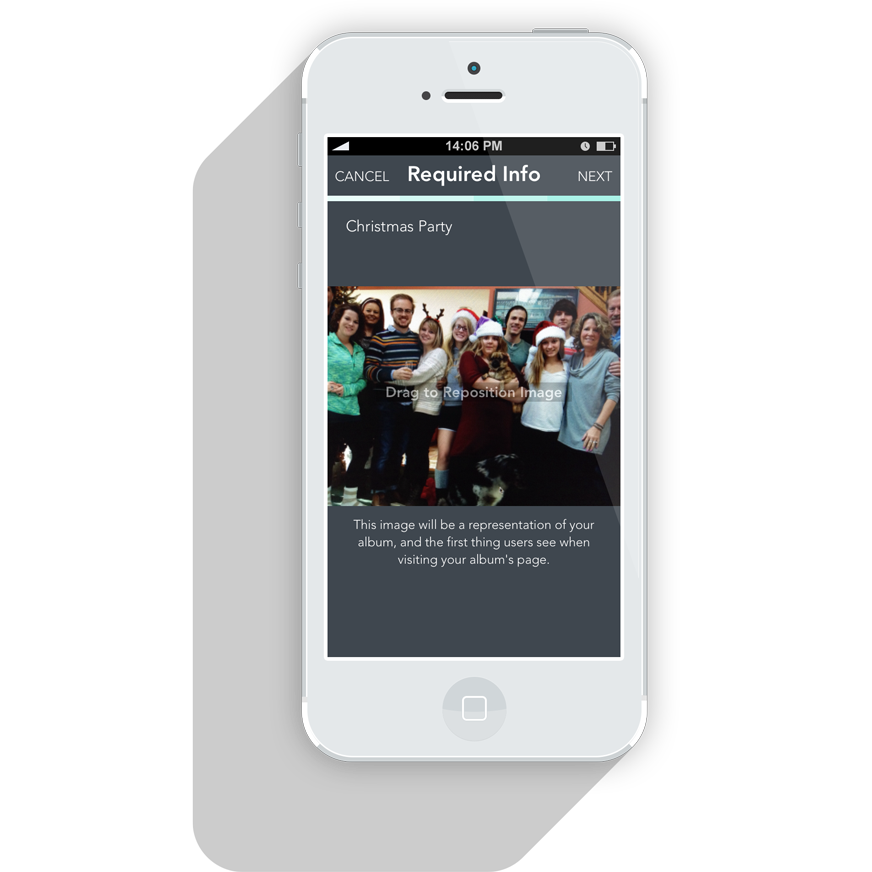 14:06 PM
CANCEL Required Info NEXT
Christmas Party
Drag to Reposition Image
This image will be a representation of your
album, and the first thing users see when
visiting your album's page.